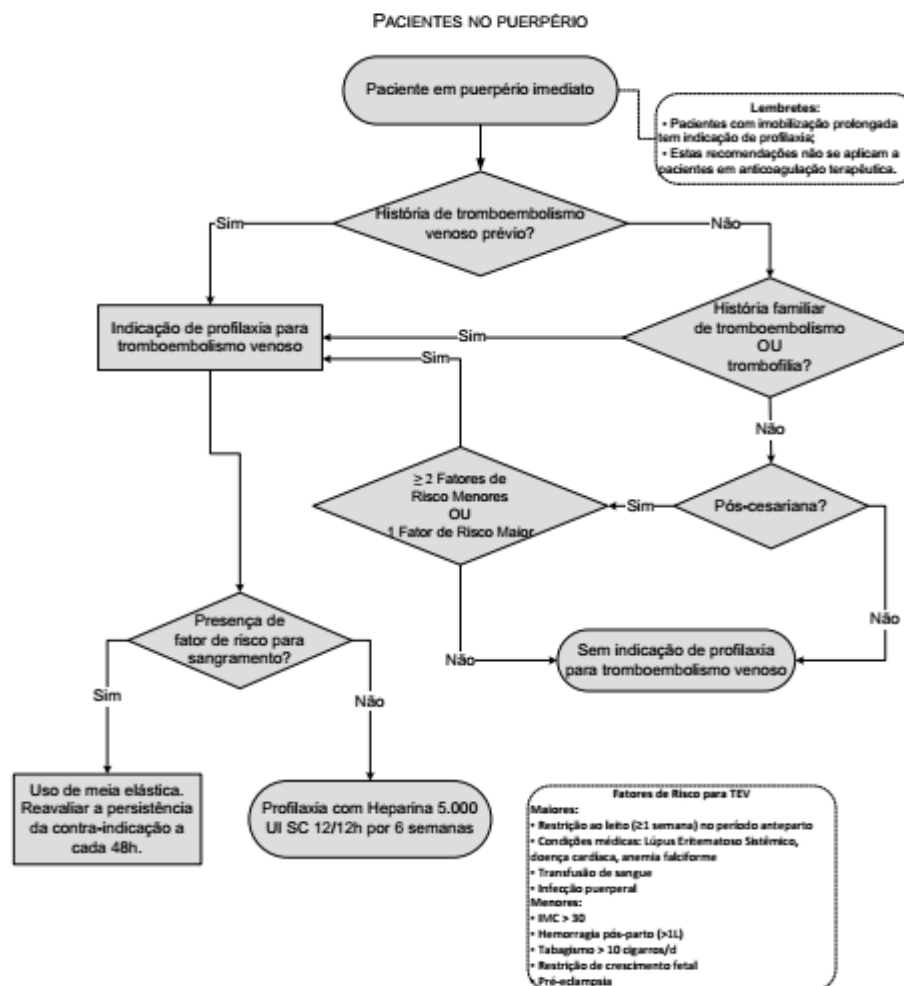 PACIENTES NO PUERPÉRIO
Paciente em puerpério imediato
Lembretes:
• Pacientes com imobilização prolongada
tem indicação de profilaxia;
• Estas recomendações não se aplicam a
pacientes em anticoagulação terapêutica.
História de tromboembolismo
venoso prévio?
Sim
Não
Indicação de profilaxia para
tromboembolismo venoso
História familiar
de tromboembolismo
OU
trombofilia?
Sim
Sim
Não
≥ 2 Fatores de
Risco Menores
OU
1 Fator de Risco Maior
Sim
Pós-cesariana?
Não
Não
Sem indicação de profilaxia
para tromboembolismo venoso
Presença de
fator de risco para
sangramento?
Sim
Não
Uso de meia elástica.
Reavaliar a persistência
da contra-indicação a
cada 48h.
Profilaxia com Heparina 5.000
UI SC 12/12h por 6 semanas
Fatores de Risco para TEV
Maiores:
• Restrição ao leito (≥1 semana) no período anteparto
• Condições médicas: Lúpus Eritematoso Sistêmico,
doença cardíaca, anemia falciforme
• Transfusão de sangue
• Infecção puerperal
Menores:
• IMC > 30
• Hemorragia pós-parto (>1L)
• Tabagismo > 10 cigarros/d
• Restrição de crescimento fetal
• Pré-eclampsia